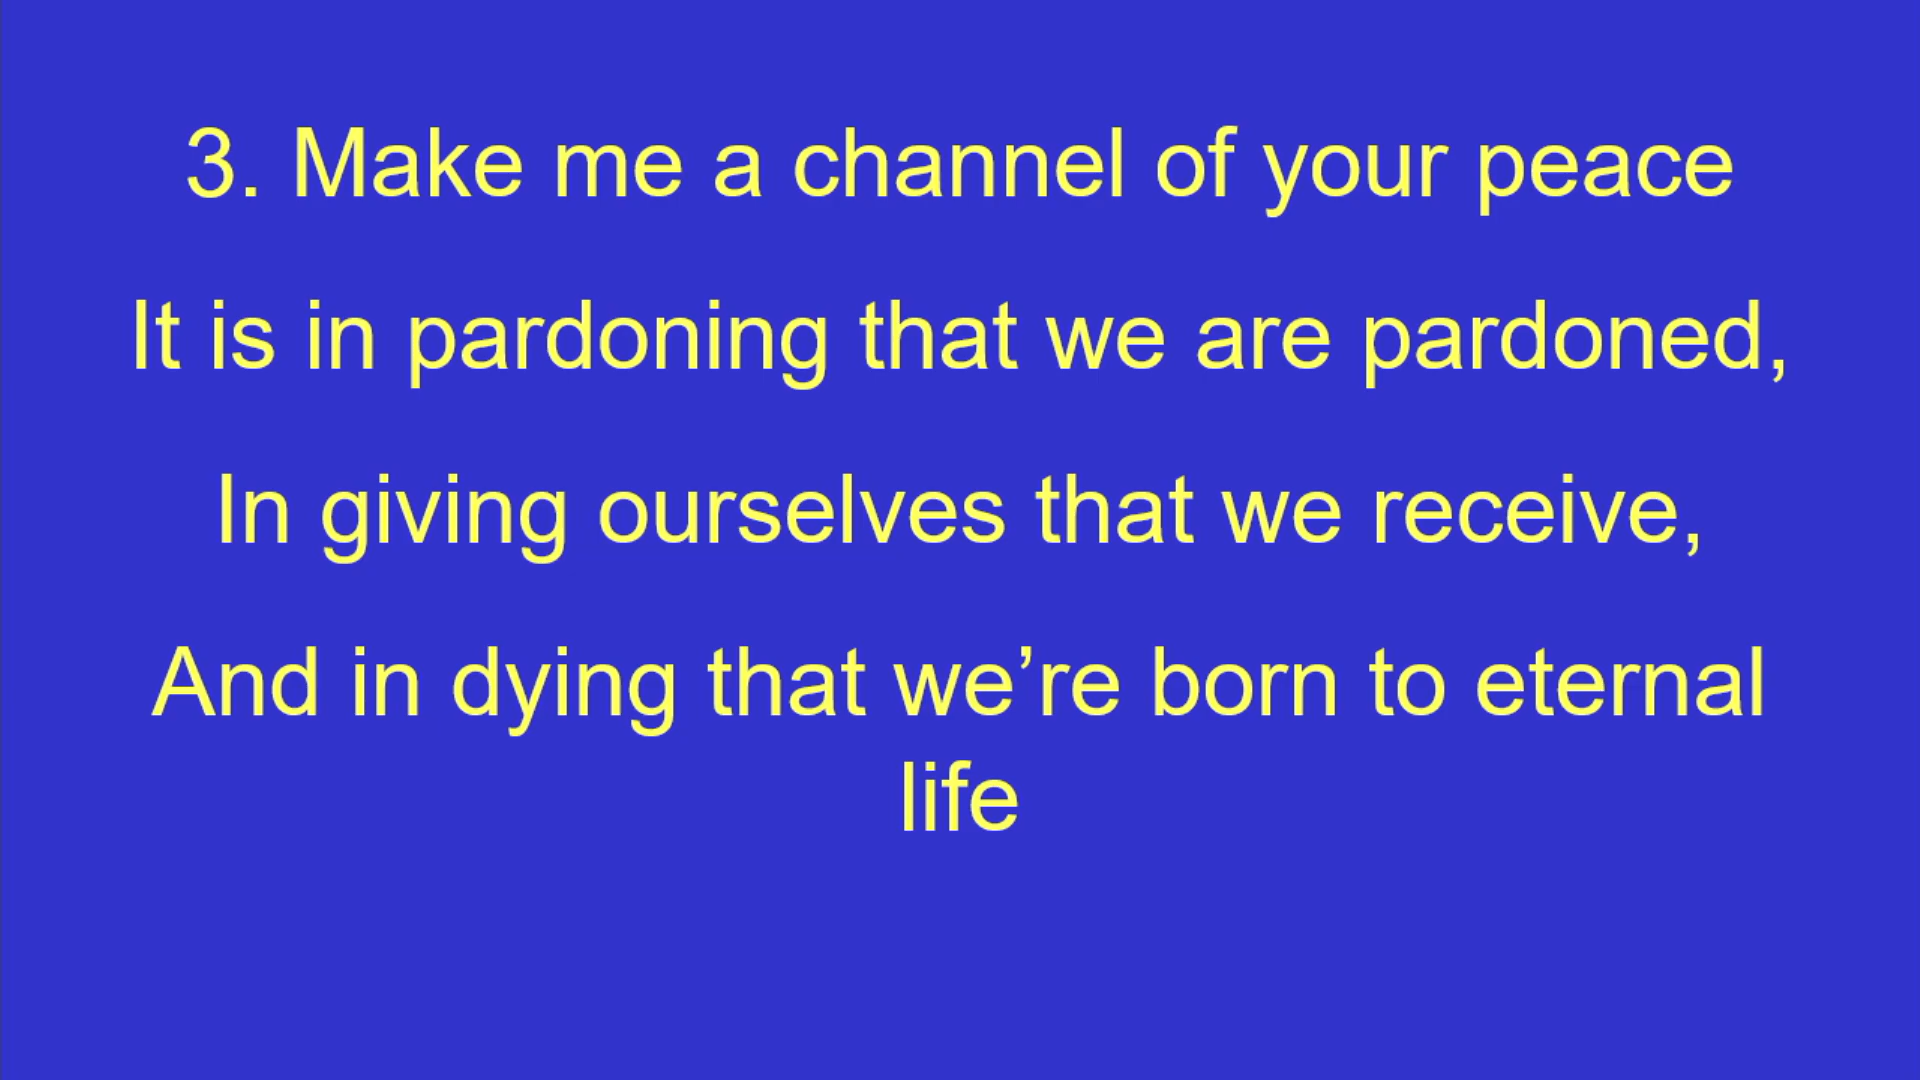 3. Make me a channel of your peace
It is in pardoning that we are pardoned,
In giving ourselves that we receive,
And in dying that we’re born to eternal
life